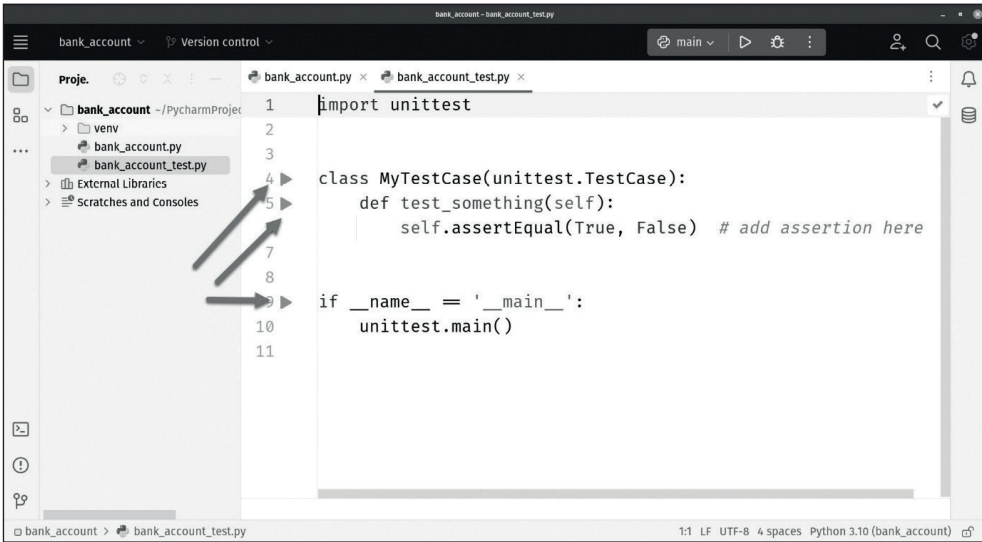 bank_account – bank_account_test.py
bank_account Version control main
Proje. bank_account.py bank_account_test.py
bank_account ~/PycharmProjec
venv
bank_account.py
bank_account_test.py
External Libraries
Scratches and Consoles
1 import unittest
2
3
4 class MyTestCase(unittest.TestCase):
5 def test_something(self):
self.assertEqual(True, False) # add assertion here
7
8
9 if __name__ == '__main__':
10 unittest.main()
11
bank_account > bank_account_test.py 1:1 LF UTF-8 4 spaces Python 3.10 (bank_account)